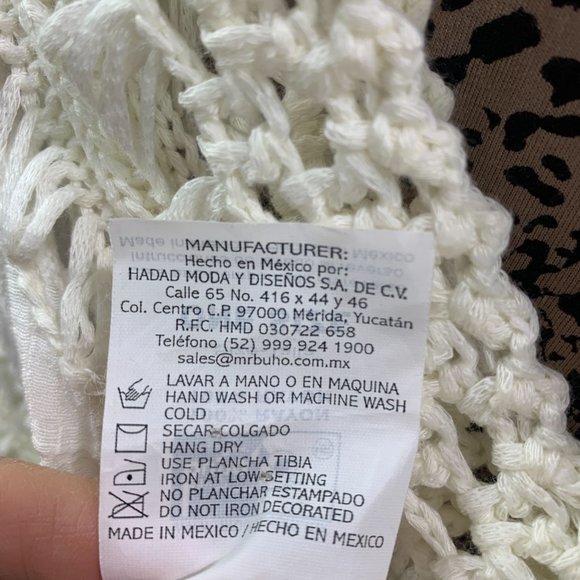 MANUFACTURER:
Hecho en México por:
HADAD MODA Y DISEÑOS S.A. DE C.V.
Calle 65 No. 416 x 44 y 46
Col. Centro C.P. 97000 Mérida, Yucatán
R.F.C. HMD 030722 658
Teléfono (52) 999 924 1900
sales@mrbuho.com.mx
LAVAR A MANO O EN MAQUINA
HAND WASH OR MACHINE WASH
COLD
SECAR COLGADO
HANG DRY
USE PLANCHA TIBIA
IRON AT LOW SETTING
NO PLANCHAR ESTAMPADO
DO NOT IRON DECORATED
MADE IN MEXICO / HECHO EN MEXICO